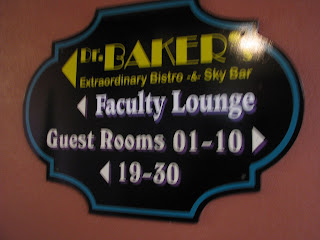 Dr. BAKER's
Extraordinary Bistro -&- Sky Bar
Faculty Lounge
Guest Rooms 01-10
19-30